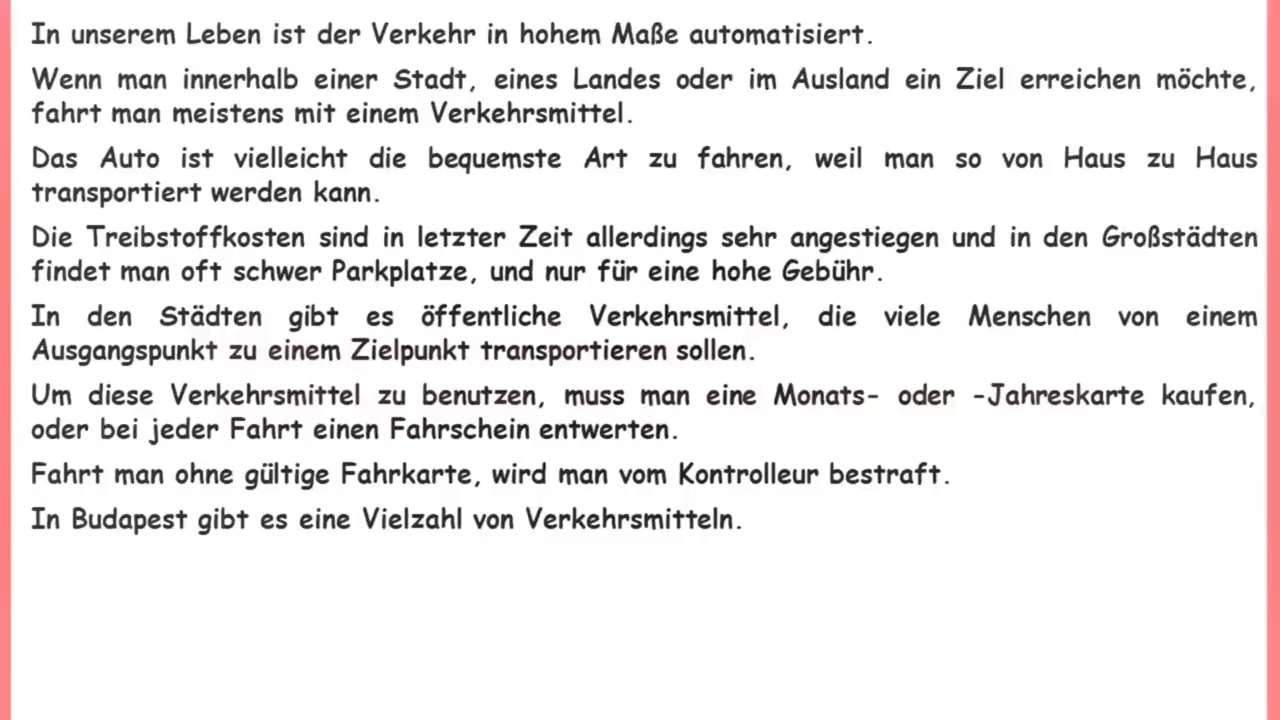 In unserem Leben ist der Verkehr in hohem Maße automatisiert.
Wenn man innerhalb einer Stadt, eines Landes oder im Ausland ein Ziel erreichen möchte,
fahrt man meistens mit einem Verkehrsmittel.
Das Auto ist vielleicht die bequemste Art zu fahren, weil man so von Haus zu Haus
transportiert werden kann.
Die Treibstoffkosten sind in letzter Zeit allerdings sehr angestiegen und in den Großstädten
findet man oft schwer Parkplatze, und nur für eine hohe Gebühr.
In den Städten gibt es öffentliche Verkehrsmittel, die viele Menschen von einem
Ausgangspunkt zu einem Zielpunkt transportieren sollen.
Um diese Verkehrsmittel zu benutzen, muss man eine Monats- oder -Jahreskarte kaufen,
oder bei jeder Fahrt einen Fahrschein entwerten.
Fahrt man ohne gültige Fahrkarte, wird man vom Kontrolleur bestraft.
In Budapest gibt es eine Vielzahl von Verkehrsmitteln.